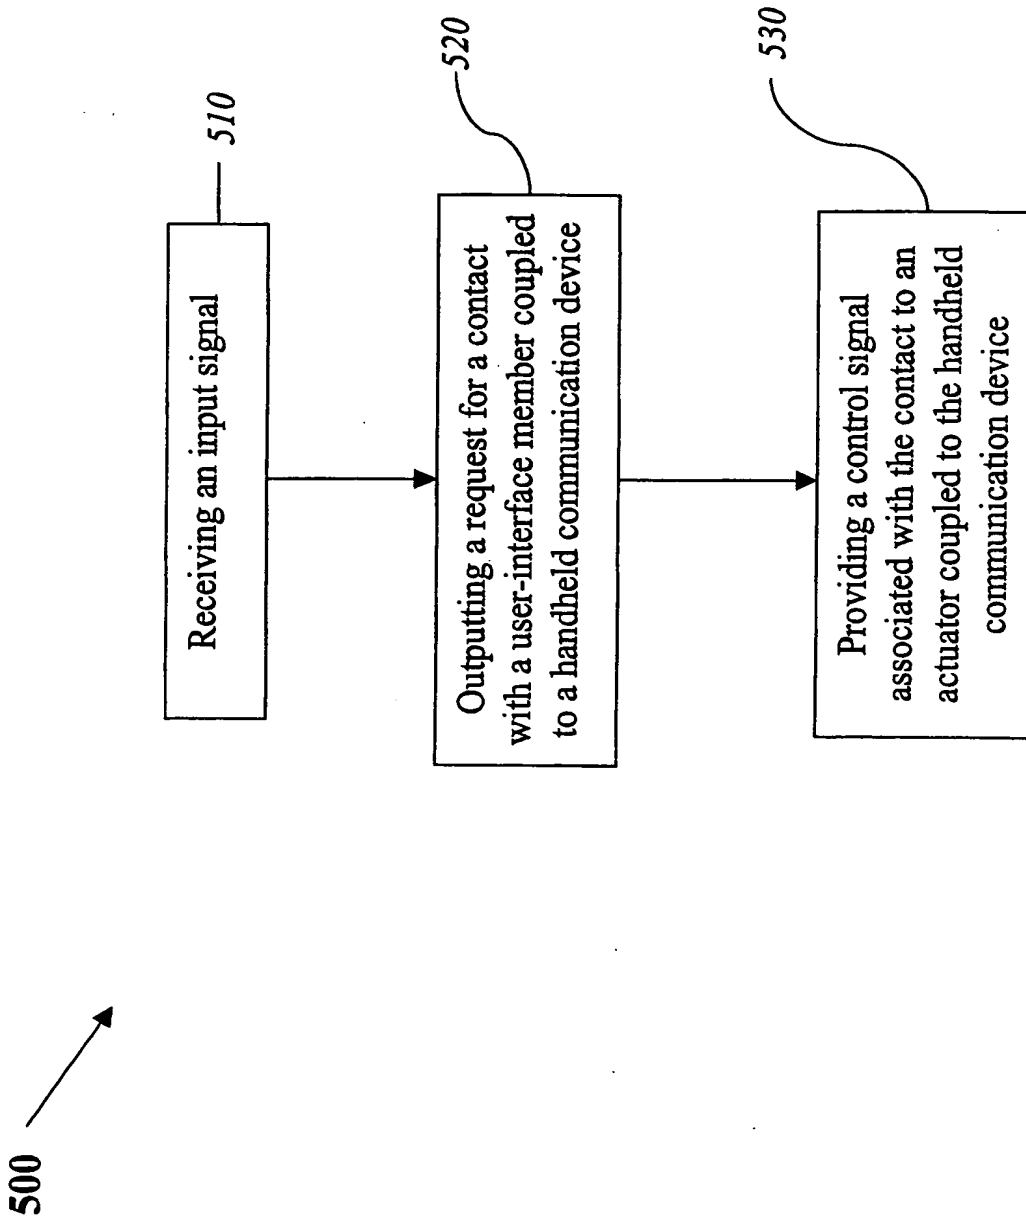 500
Receiving an input signal
510
Outputting a request for a contact
with a user-interface member coupled
to a handheld communication device
520
Providing a control signal
associated with the contact to an
actuator coupled to the handheld
communication device
530